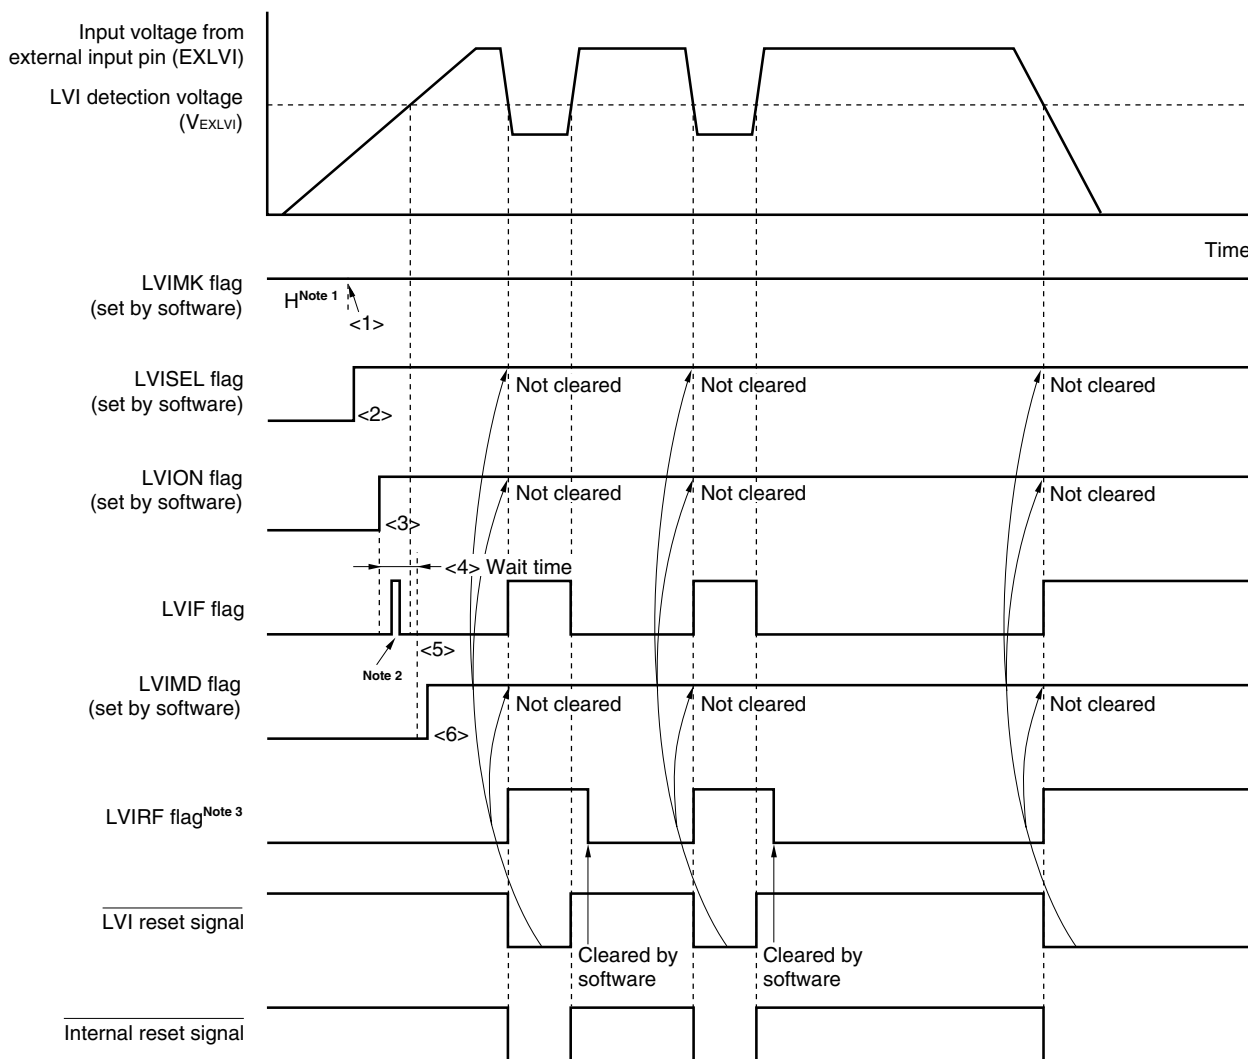 Input voltage from
external input pin (EXLVI)
LVI detection voltage
(VEXLVI)
Time
LVIMK flag
(set by software)
HNote 1
<1>
LVISEL flag
(set by software)
<2>
Not cleared
Not cleared
Not cleared
LVION flag
(set by software)
<3>
Not cleared
Not cleared
Not cleared
<4> Wait time
LVIF flag
Note 2
<5>
LVIMD flag
(set by software)
<6>
Not cleared
Not cleared
Not cleared
LVIRF flagNote 3
LVI reset signal
Cleared by
software
Cleared by
software
Internal reset signal